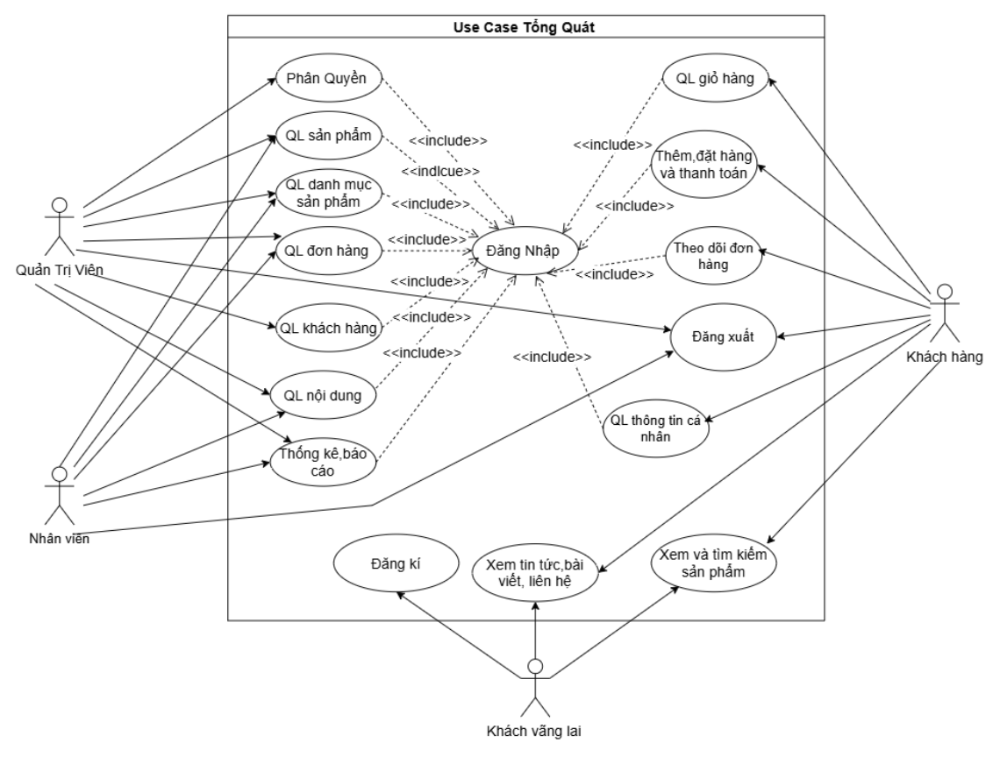 Use Case Tổng Quát
Phân Quyền
QL giỏ hàng
QL sản phẩm
<<include>>
<<include>>
Thêm,đặt hàng
và thanh toán
<<indlcue>>
QL danh mục
sản phẩm
<<include>>
<<include>>
Quản Trị Viên
QL đơn hàng
<<include>>
Đăng Nhập
Theo dõi đơn
hàng
<<include>>
<<include>>
QL khách hàng
<<include>>
Đăng xuất
<<include>>
<<include>>
Khách hàng
QL nội dung
QL thông tin cá
nhân
Thống kê,báo
cáo
Nhân viên
Đăng kí
Xem tin tức,bài
viết, liên hệ
Xem và tìm kiếm
sản phẩm
Khách vãng lai